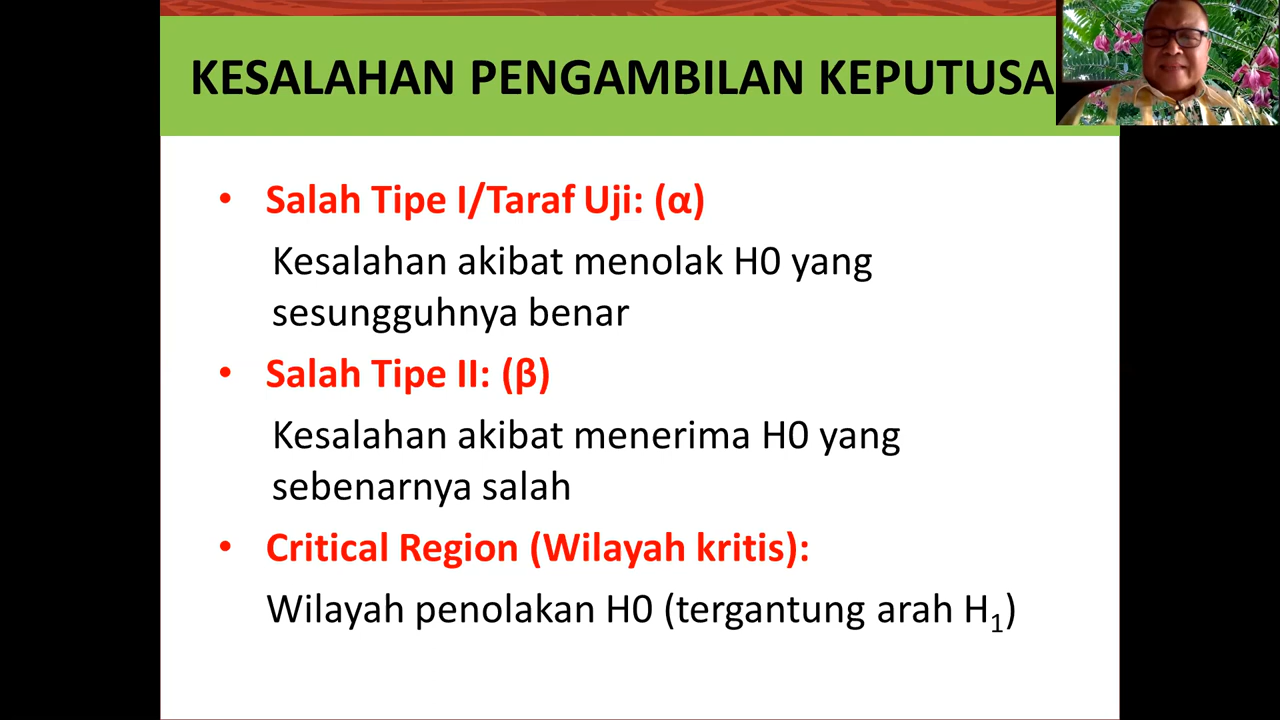 KESALAHAN PENGAMBILAN KEPUTUSA
• Salah Tipe I/Taraf Uji: (α)
Kesalahan akibat menolak H0 yang
sesungguhnya benar
• Salah Tipe II: (β)
Kesalahan akibat menerima H0 yang
sebenarnya salah
• Critical Region (Wilayah kritis):
Wilayah penolakan H0 (tergantung arah H₁)